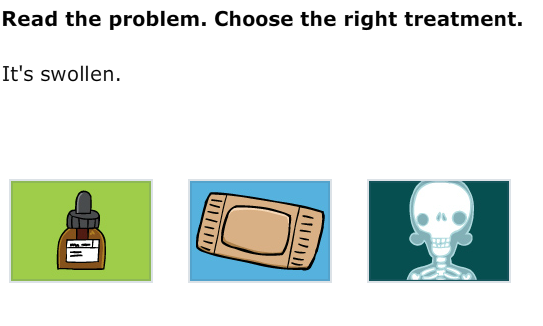 Read the problem. Choose the right treatment.
It's swollen.